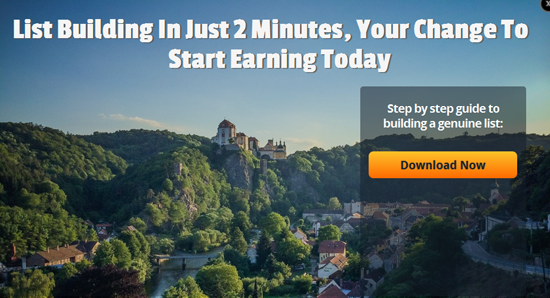 List Building In Just 2 Minutes, Your Change To
Start Earning Today
Step by step guide to
building a genuine list:
Download Now